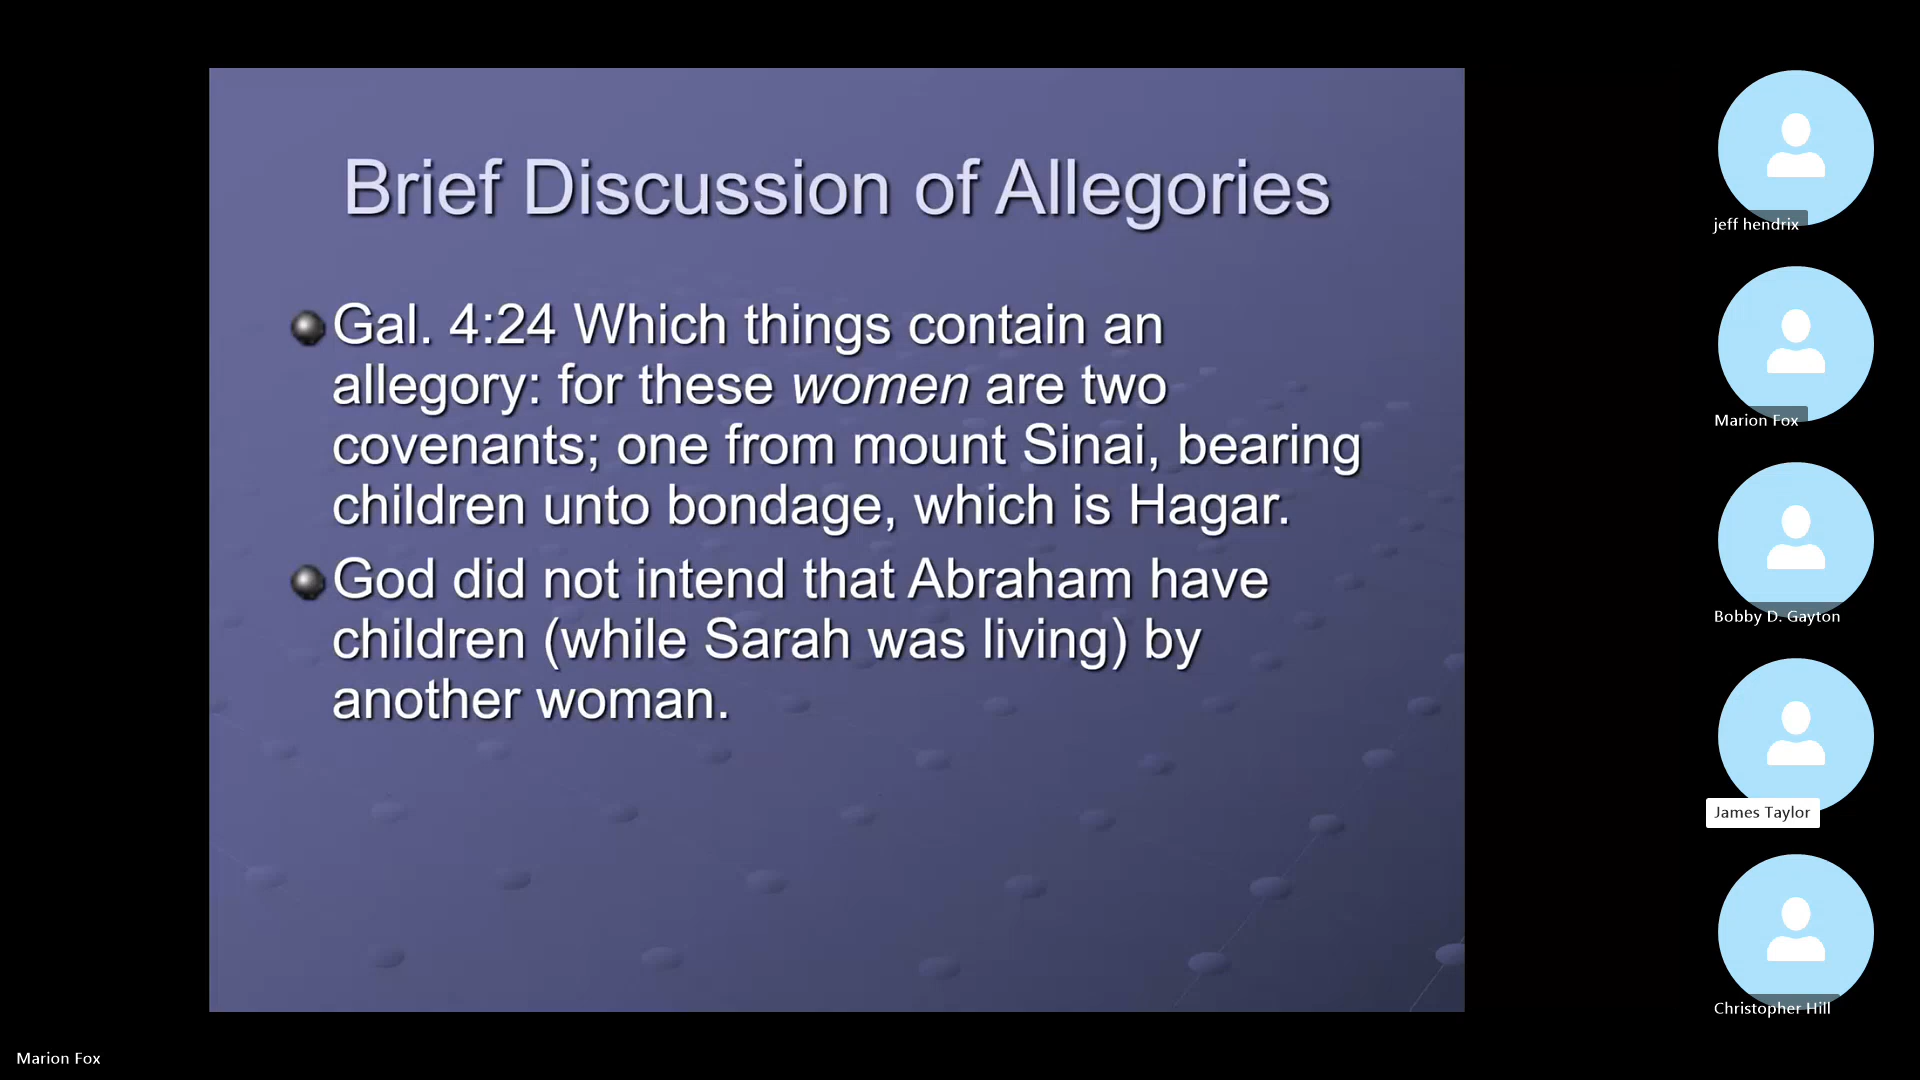 Brief Discussion of Allegories
Gal. 4:24 Which things contain an
allegory: for these women are two
covenants; one from mount Sinai, bearing
children unto bondage, which is Hagar.
God did not intend that Abraham have
children (while Sarah was living) by
another woman.
jeff hendrix
Marion Fox
Bobby D. Gayton
James Taylor
Christopher Hill
Marion Fox